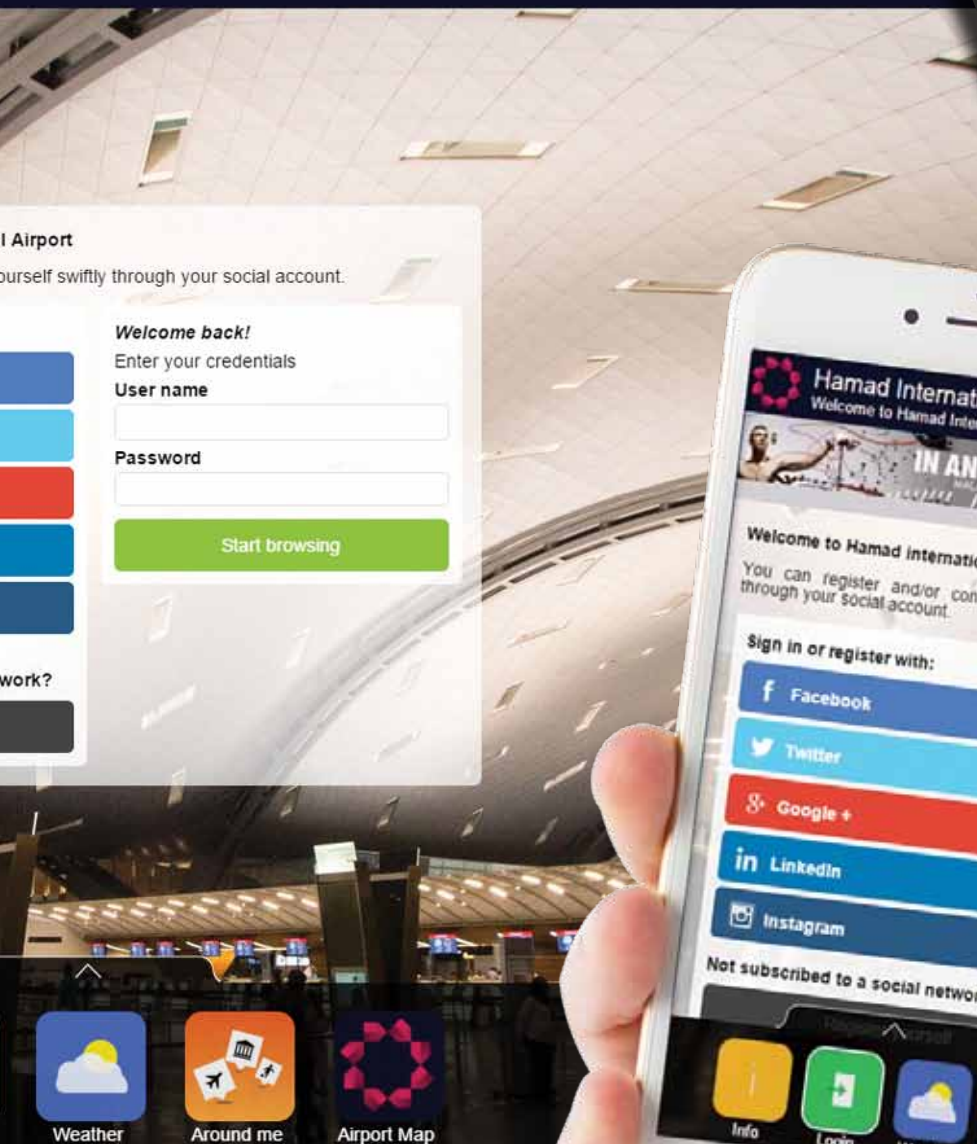 l Airport
ourself swiftly through your social account.
Welcome back!
Enter your credentials
User name
Password
Start browsing
work?
Weather
Around me
Airport Map
Hamad Internat
Welcome to Hamad Inte
IN AN
Welcome to Hamad internatio
You can register and/or con
through your social account.
Sign in or register with:
f Facebook
Twitter
g+ Google +
in LinkedIn
Instagram
Not subscribed to a social networ
Info
Login